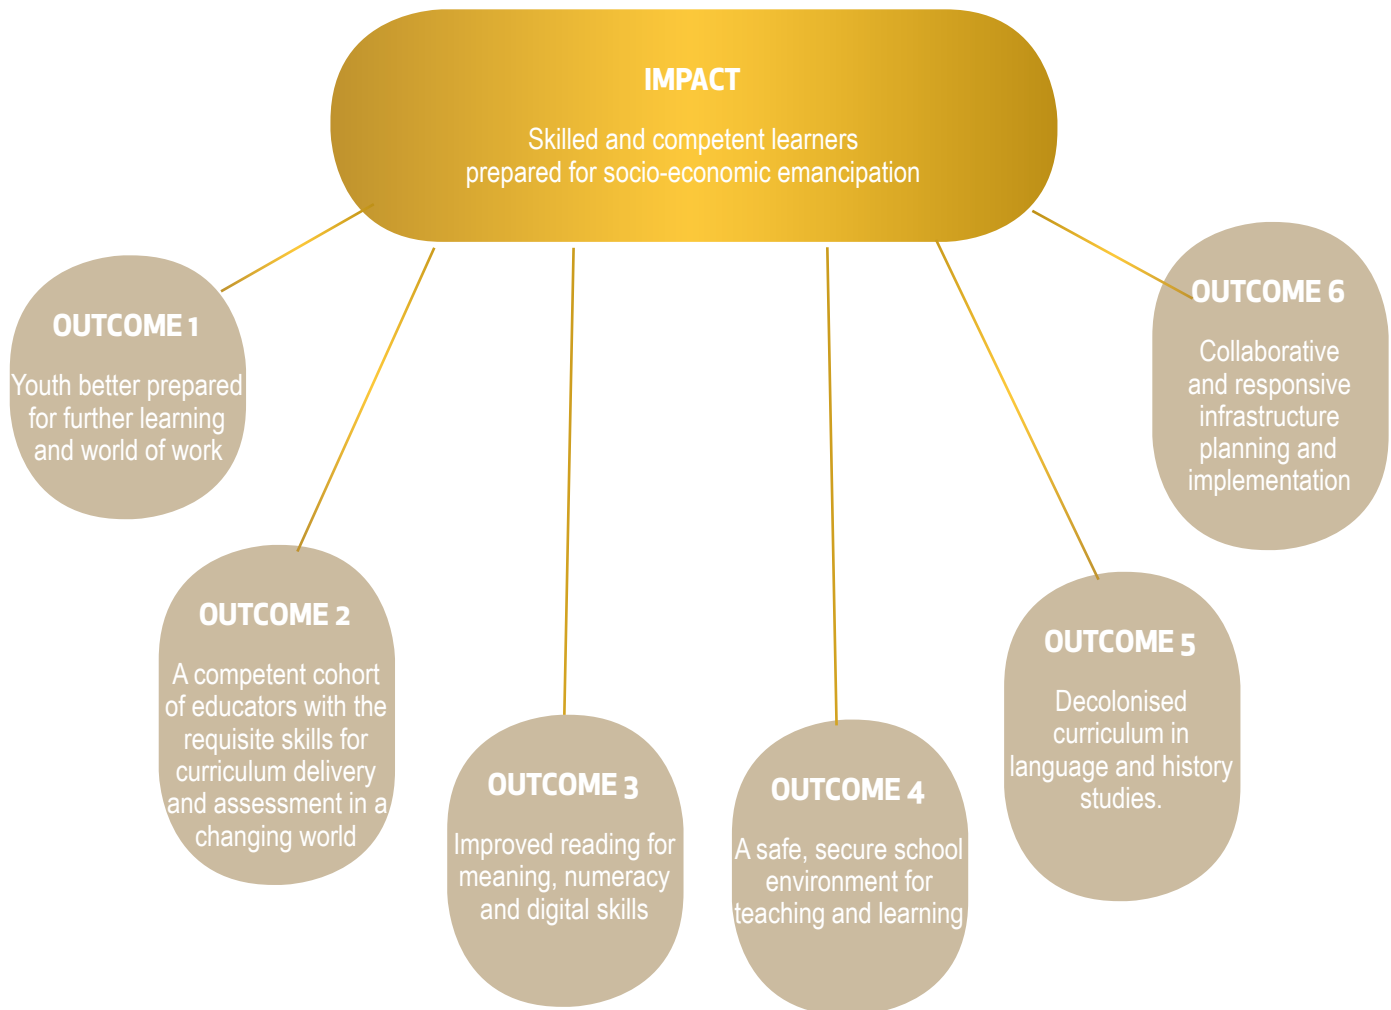 IMPACT
Skilled and competent learners
prepared for socio-economic emancipation
OUTCOME 1
Youth better prepared
for further learning
and world of work
OUTCOME 2
A competent cohort
of educators with the
requisite skills for
curriculum delivery
and assessment in a
changing world
OUTCOME 3
Improved reading for
meaning, numeracy
and digital skills
OUTCOME 4
A safe, secure school
environment for
teaching and learning
OUTCOME 5
Decolonised
curriculum in
language and history
studies.
OUTCOME 6
Collaborative
and responsive
infrastructure
planning and
implementation